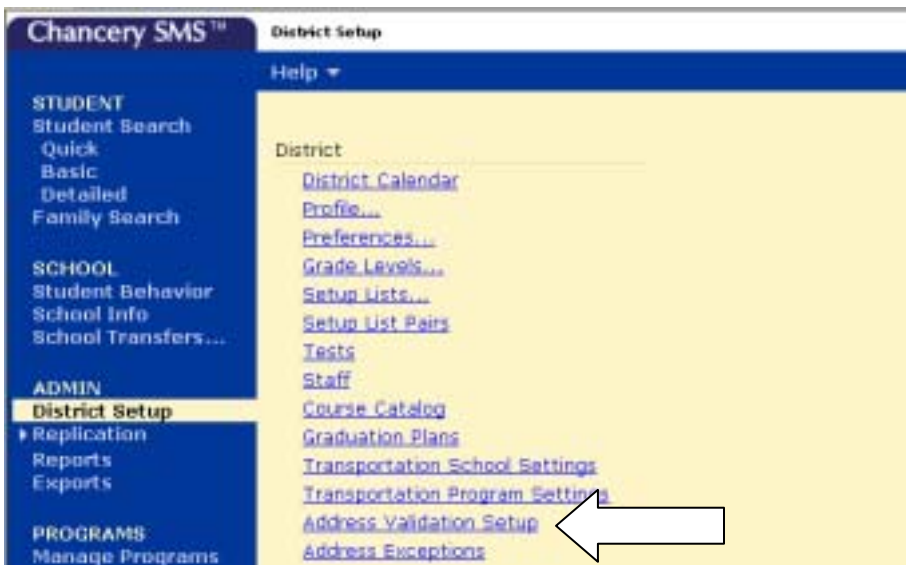 Chancery SMS™
District Setup
Help
STUDENT
Student Search
Quick
Basic
Detailed
Family Search
SCHOOL
Student Behavior
School Info
School Transfers...
ADMIN
District Setup
Replication
Reports
Exports
PROGRAMS
Manage Programs
District
District Calendar
Profile...
Preferences...
Grade Levels...
Setup Lists...
Setup List Pairs
Tests
Staff
Course Catalog
Graduation Plans
Transportation School Settings
Transportation Program Settings
Address Validation Setup
Address Exceptions